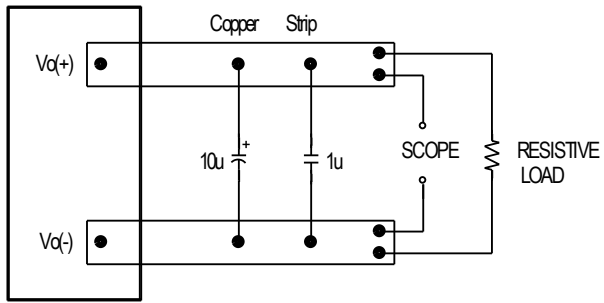 Copper Strip
Vo(+)
+
10u
1u
SCOPE
RESISTIVE
LOAD
Vo(-)